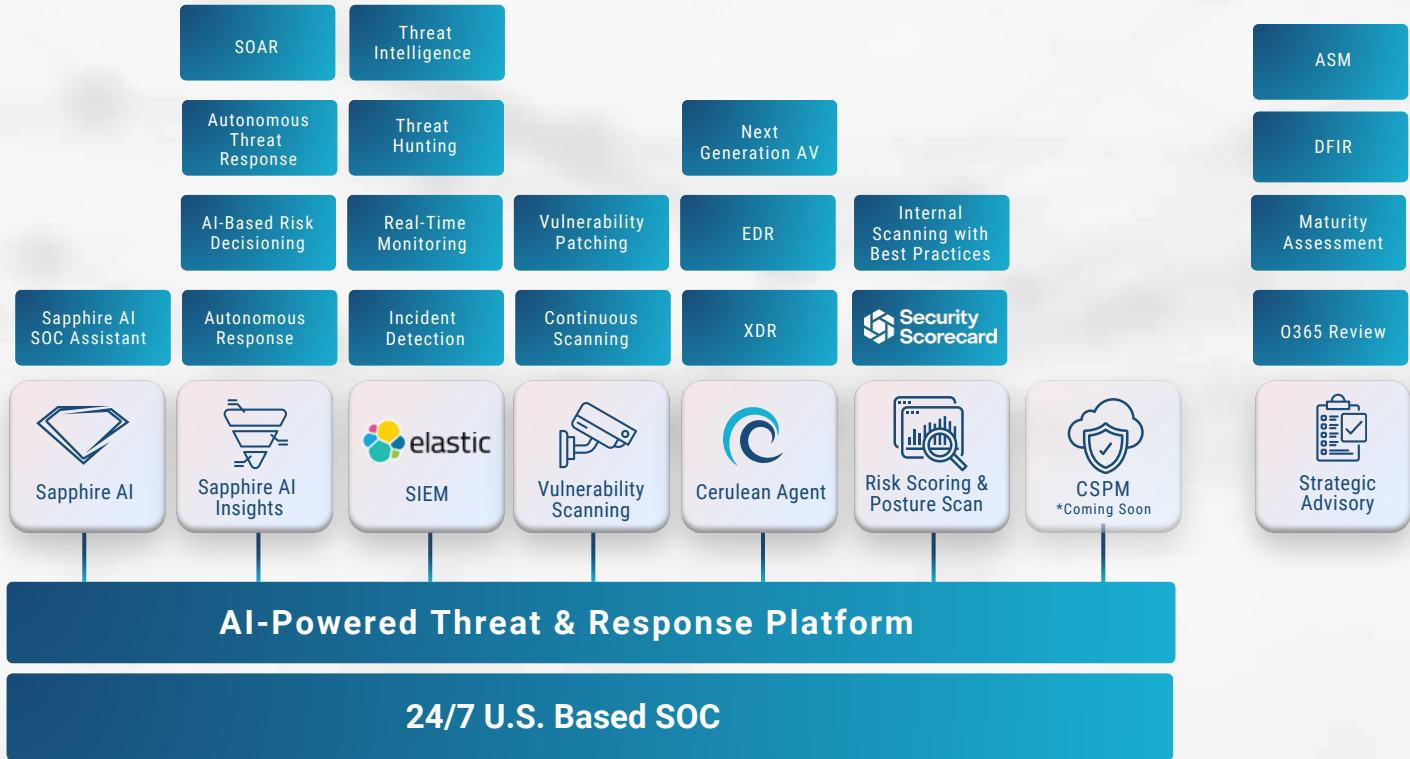 SOAR
Threat
Intelligence
ASM
Autonomous
Threat
Response
Threat
Hunting
Next
Generation AV
DFIR
AI-Based Risk
Decisioning
Real-Time
Monitoring
Vulnerability
Patching
EDR
Internal
Scanning with
Best Practices
Maturity
Assessment
Sapphire AI
SOC Assistant
Autonomous
Response
Incident
Detection
Continuous
Scanning
XDR
Security
Scorecard
O365 Review
Sapphire AI
Sapphire AI
Insights
elastic
SIEM
Vulnerability
Scanning
Cerulean Agent
Risk Scoring &
Posture Scan
CSPM
*Coming Soon
Strategic
Advisory
AI-Powered Threat & Response Platform
24/7 U.S. Based SOC